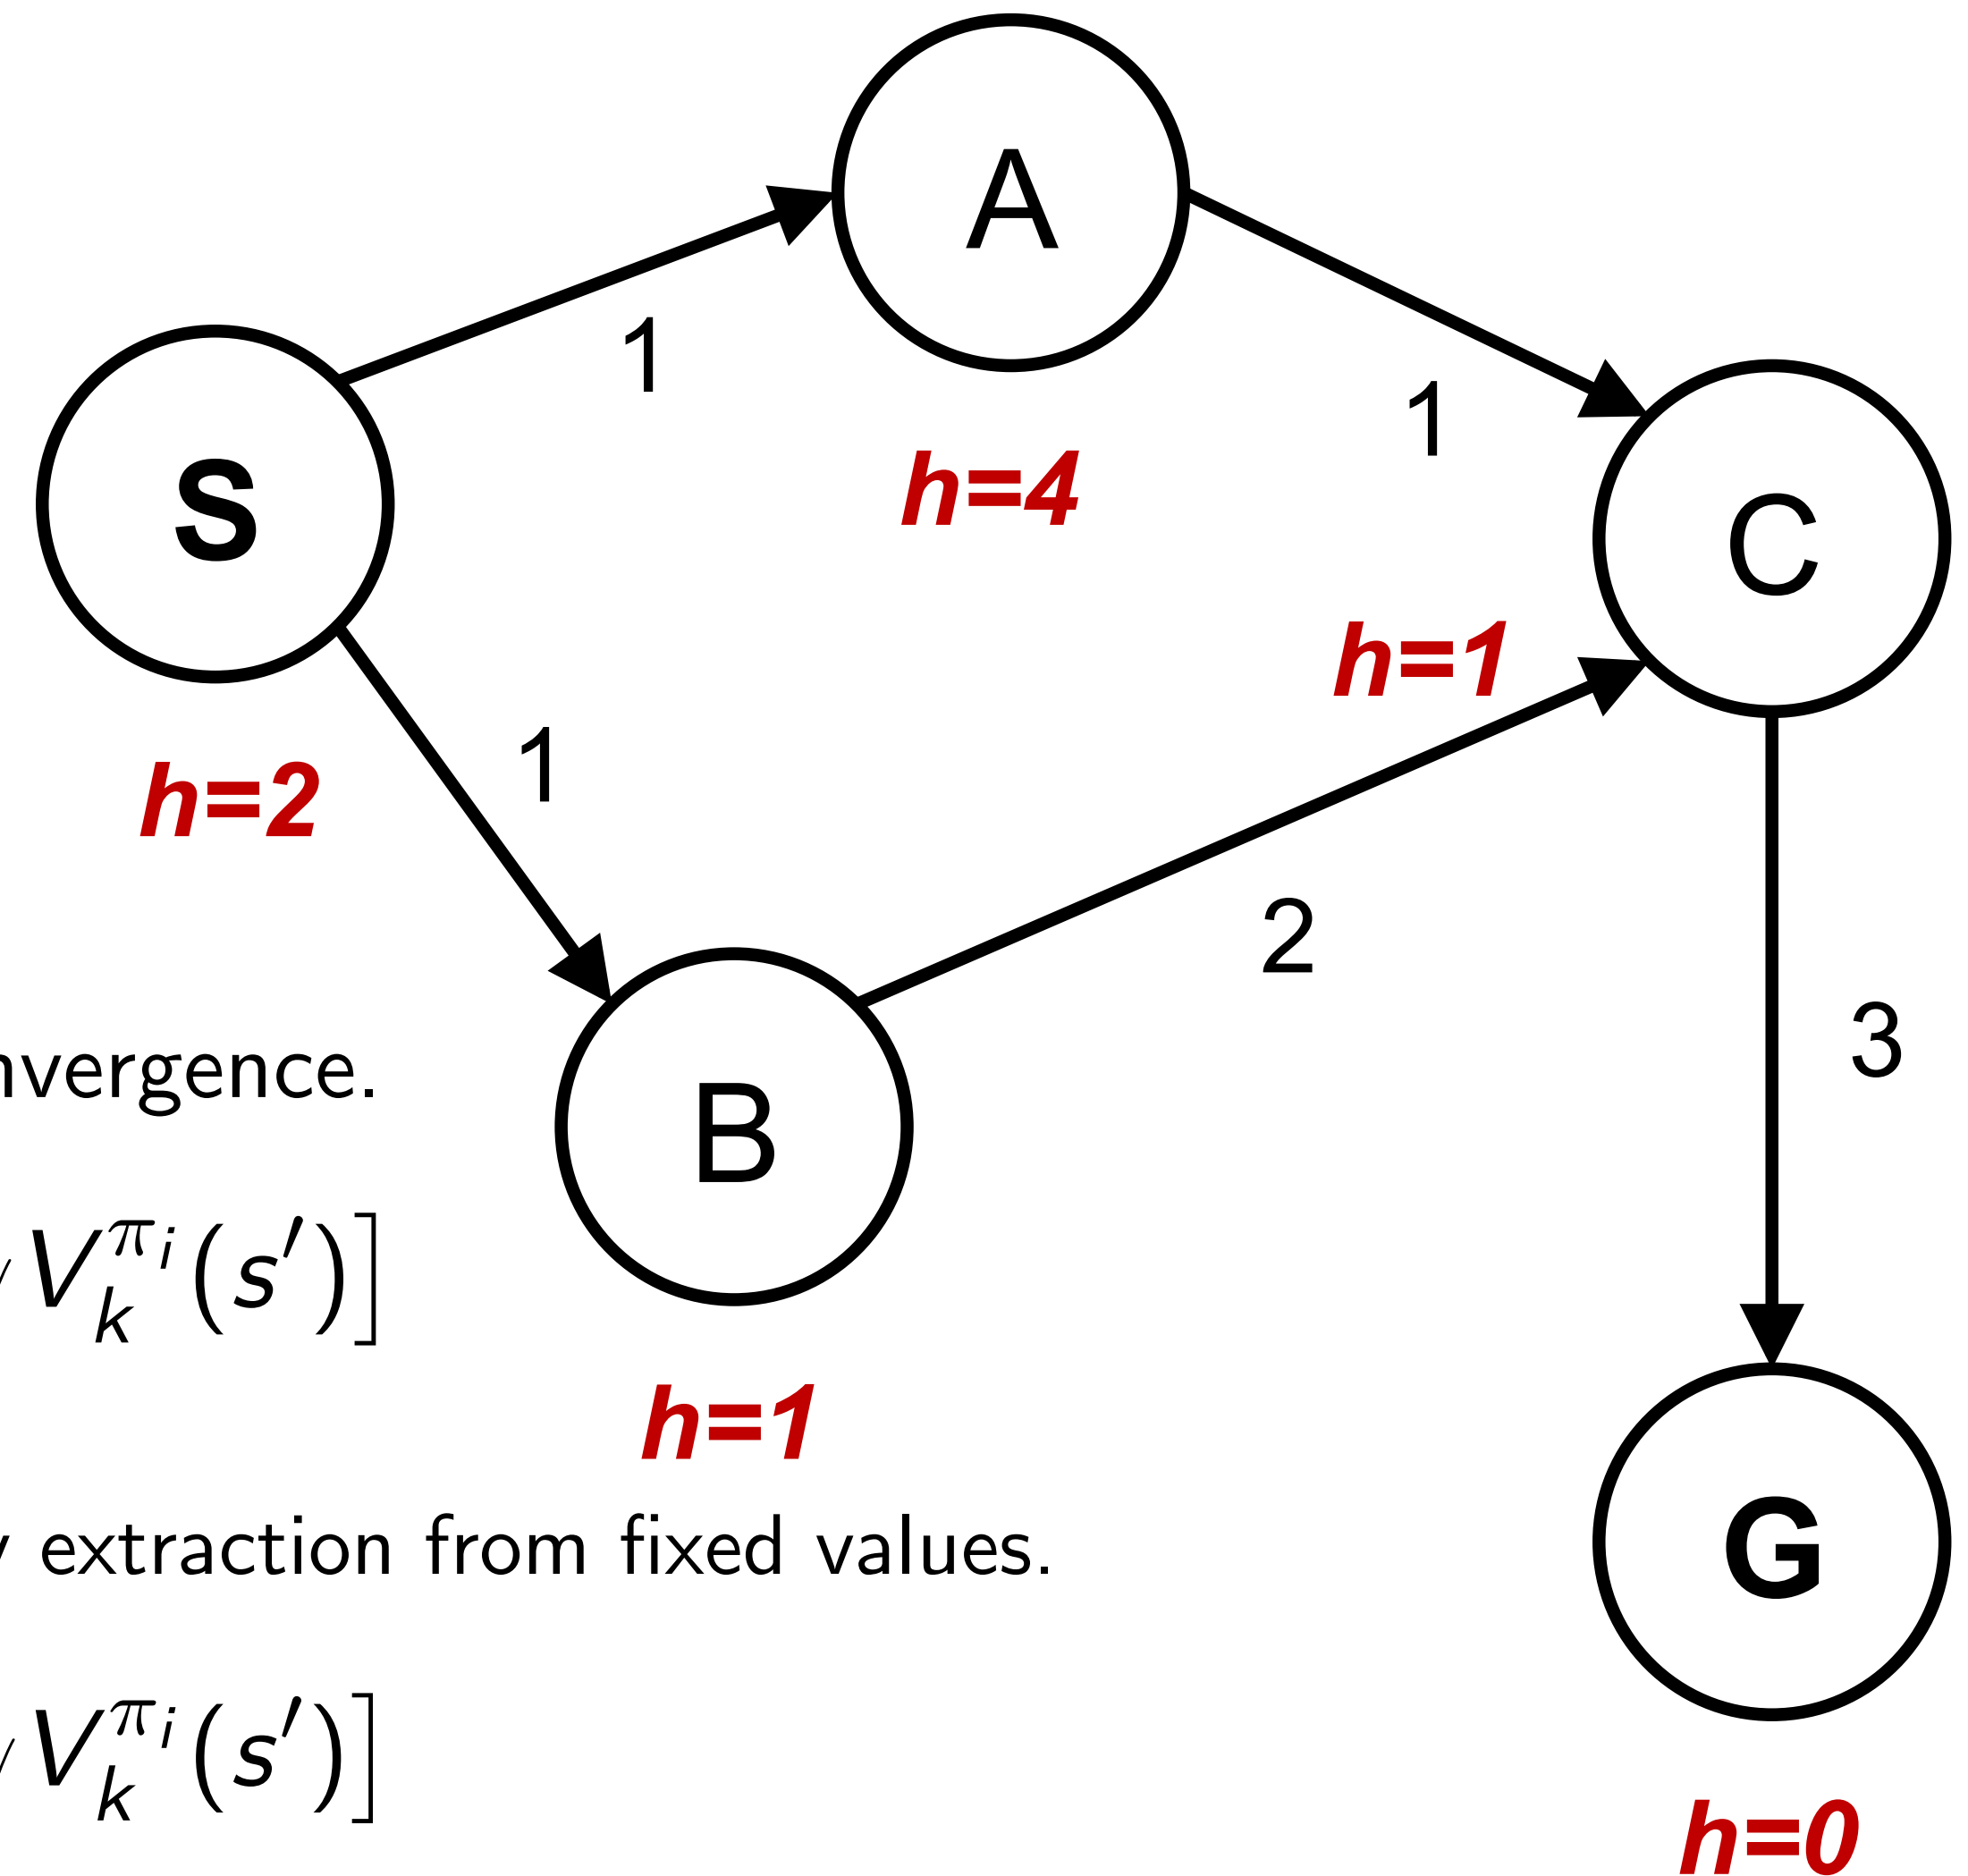 A
1
1
S
h=4
C
h=1
1
h=2
2
3
nvergence.
B
V_k^{π_i}(s′)]
h=1
extraction from fixed values.
G
V_k^{π_i}(s′)]
h=0